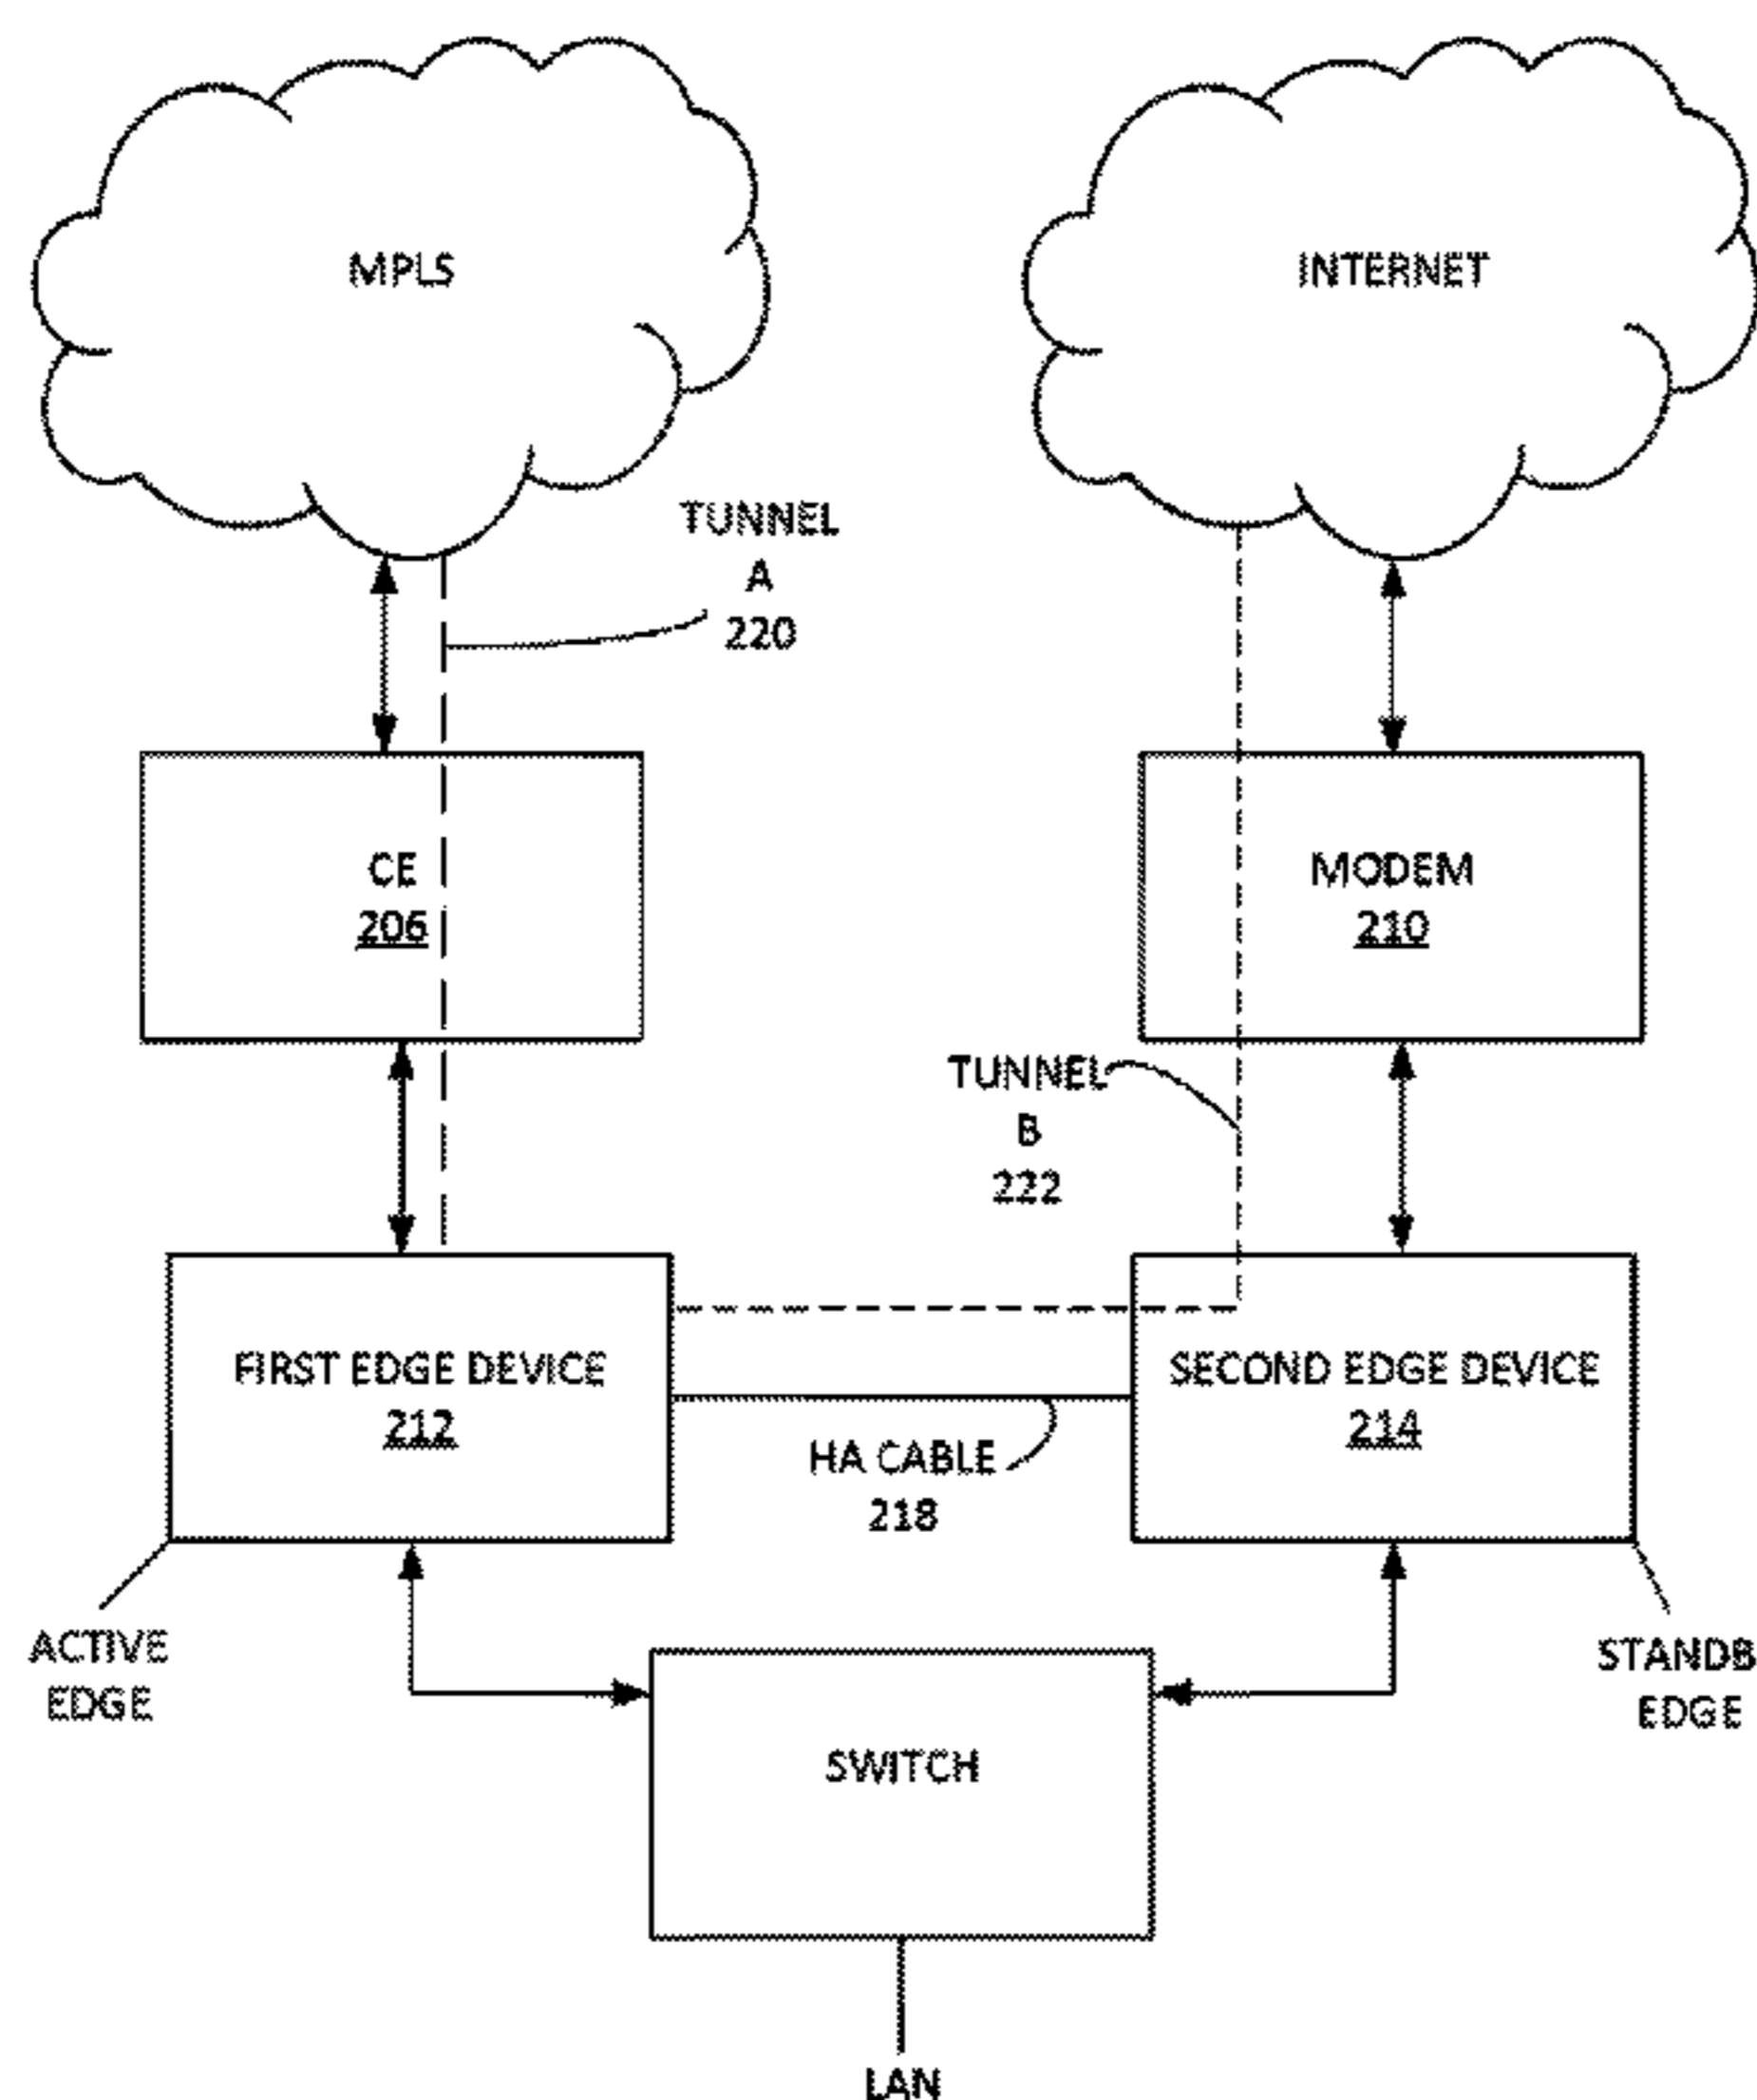 MPLS
INTERNET
TUNNEL
A
220
CE
206
MODEM
210
TUNNEL
B
222
FIRST EDGE DEVICE
212
SECOND EDGE DEVICE
214
HA CABLE
218
ACTIVE
EDGE
STANDB
EDGE
SWITCH
LAN